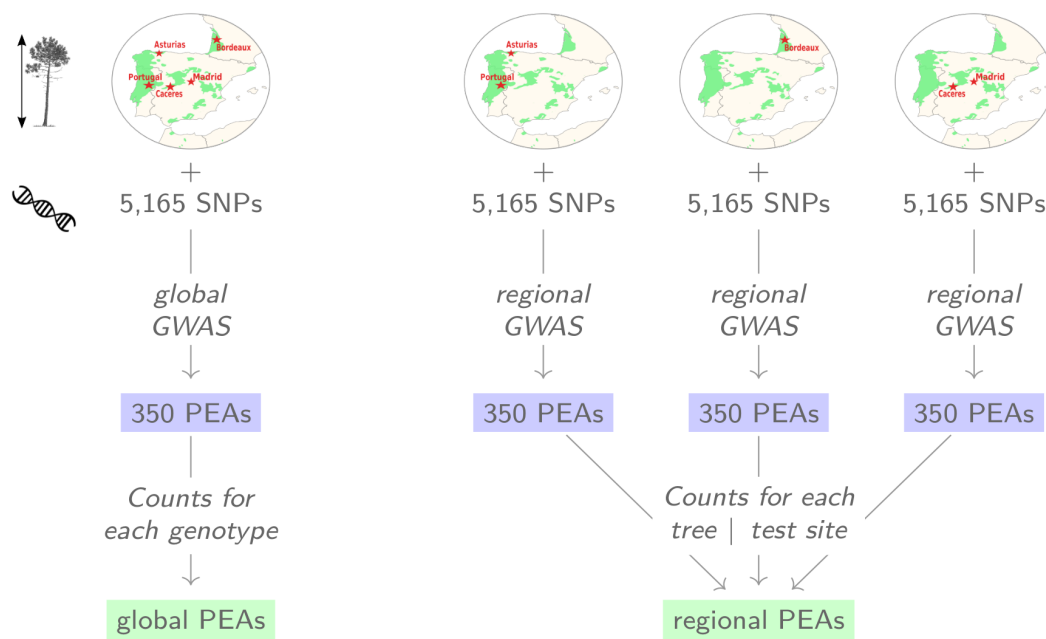 Asturias
Bordeaux
Portugal
Madrid
Caceres
Asturias
Portugal
Bordeaux
Madrid
Caceres
+
+
+
+
5,165 SNPs
5,165 SNPs
5,165 SNPs
5,165 SNPs
global
GWAS
regional
GWAS
regional
GWAS
regional
GWAS
350 PEAs
350 PEAs
350 PEAs
350 PEAs
Counts for
each genotype
Counts for each
tree | test site
global PEAs
regional PEAs